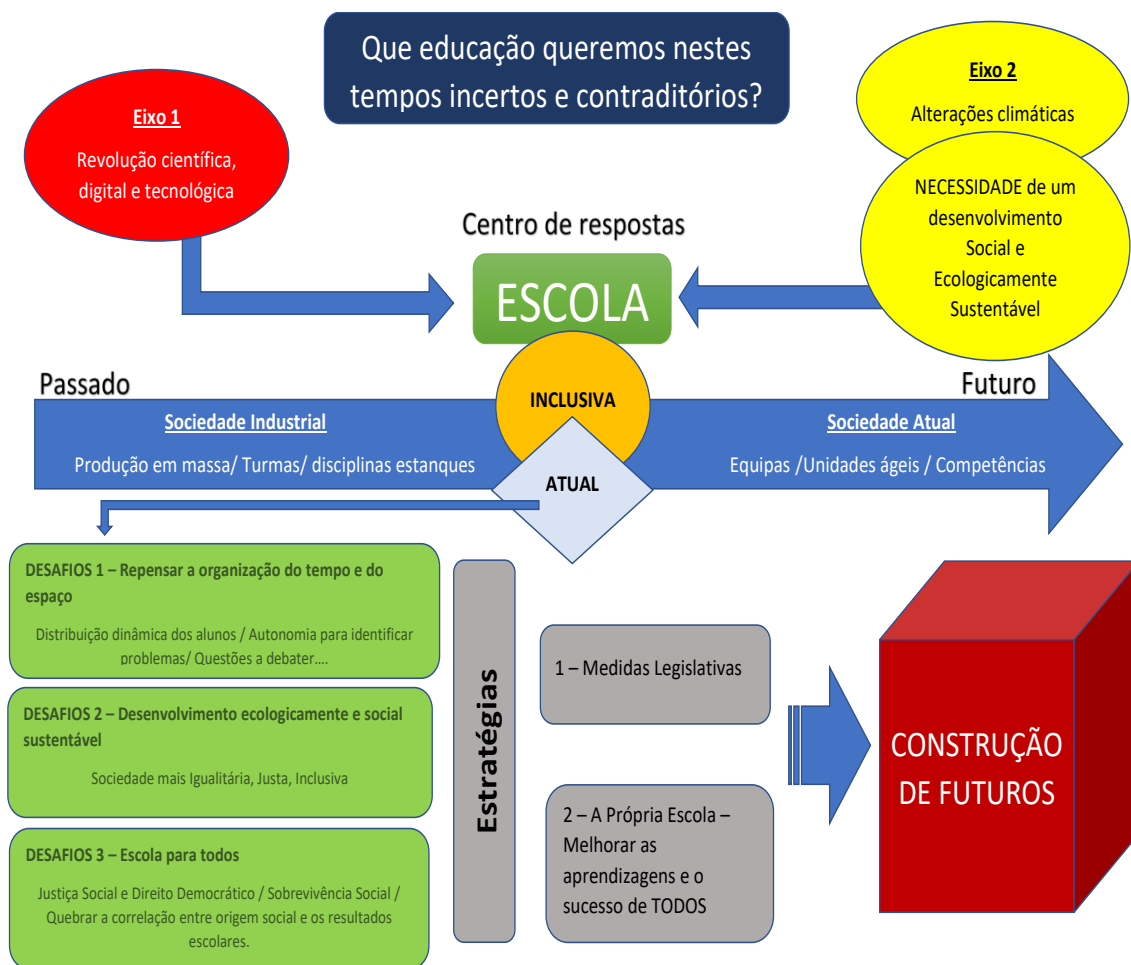 Que educação queremos nestes
tempos incertos e contraditórios?
Eixo 1
Revolução científica,
digital e tecnológica
Eixo 2
Alterações climáticas
NECESSIDADE de um
desenvolvimento
Social e
Ecologicamente
Sustentável
Centro de respostas
ESCOLA
INCLUSIVA
ATUAL
Passado
Futuro
Sociedade Industrial
Produção em massa/ Turmas/ disciplinas estanques
Sociedade Atual
Equipas /Unidades ágeis / Competências
DESAFIOS 1 – Repensar a organização do tempo e do
espaço
Distribuição dinâmica dos alunos / Autonomia para identificar
problemas/ Questões a debater....
DESAFIOS 2 – Desenvolvimento ecologicamente e social
sustentável
Sociedade mais Igualitária, Justa, Inclusiva
DESAFIOS 3 – Escola para todos
Justiça Social e Direito Democrático / Sobrevivência Social /
Quebrar a correlação entre origem social e os resultados
escolares.
Estratégias
1 – Medidas Legislativas
2 – A Própria Escola –
Melhorar as
aprendizagens e o
sucesso de TODOS
CONSTRUÇÃO
DE FUTUROS